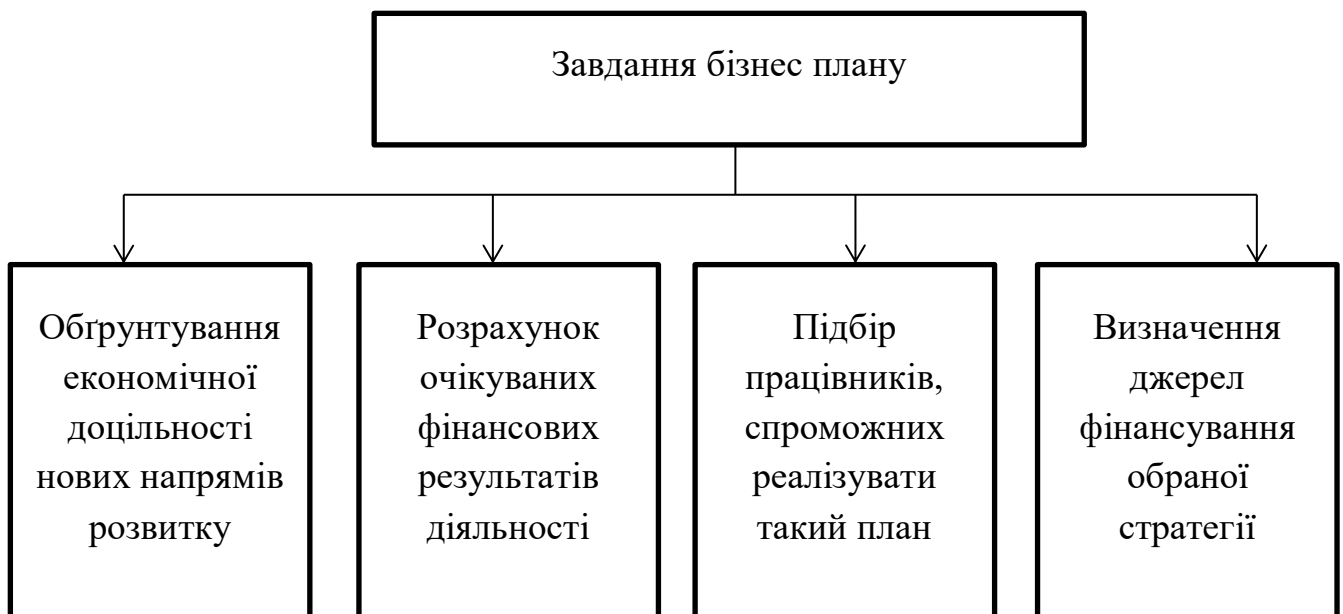 Завдання бізнес плану
Обґрунтування
економічної
доцільності
нових напрямів
розвитку
Розрахунок
очікуваних
фінансових
результатів
діяльності
Підбір
працівників,
спроможних
реалізувати
такий план
Визначення
джерел
фінансування
обраної
стратегії